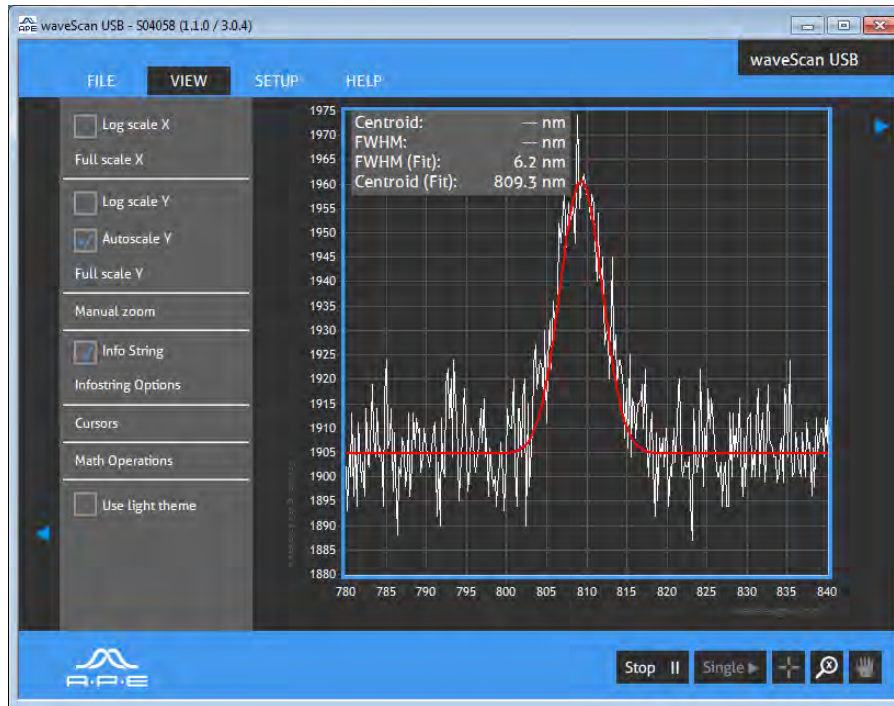 APE waveScan USB - S04058 (1.1.0 / 3.0.4)
waveScan USB
FILE VIEW SETUP HELP
Log scale X
Full scale X
Log scale Y
Autoscale Y
Full scale Y
Manual zoom
Info String
Infostring Options
Cursors
Math Operations
Use light theme
Centroid: — nm
FWHM: — nm
FWHM (Fit): 6.2 nm
Centroid (Fit): 809.3 nm
1975
1970
1965
1960
1955
1950
1945
1940
1935
1930
1925
1920
1915
1910
1905
1900
1895
1890
1885
1880
780 785 790 795 800 805 810 815 820 825 830 835 840
A·P·E
Stop Single